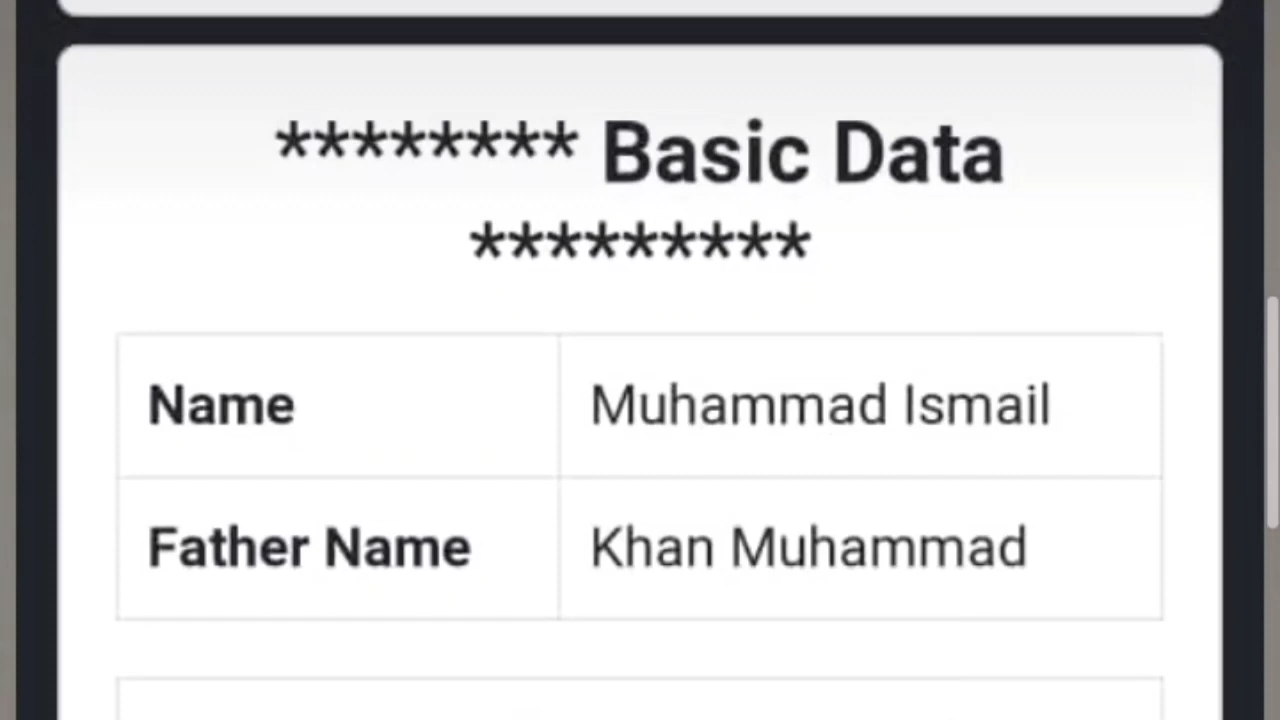 ******** Basic Data
*********
Name Muhammad Ismail
Father Name Khan Muhammad